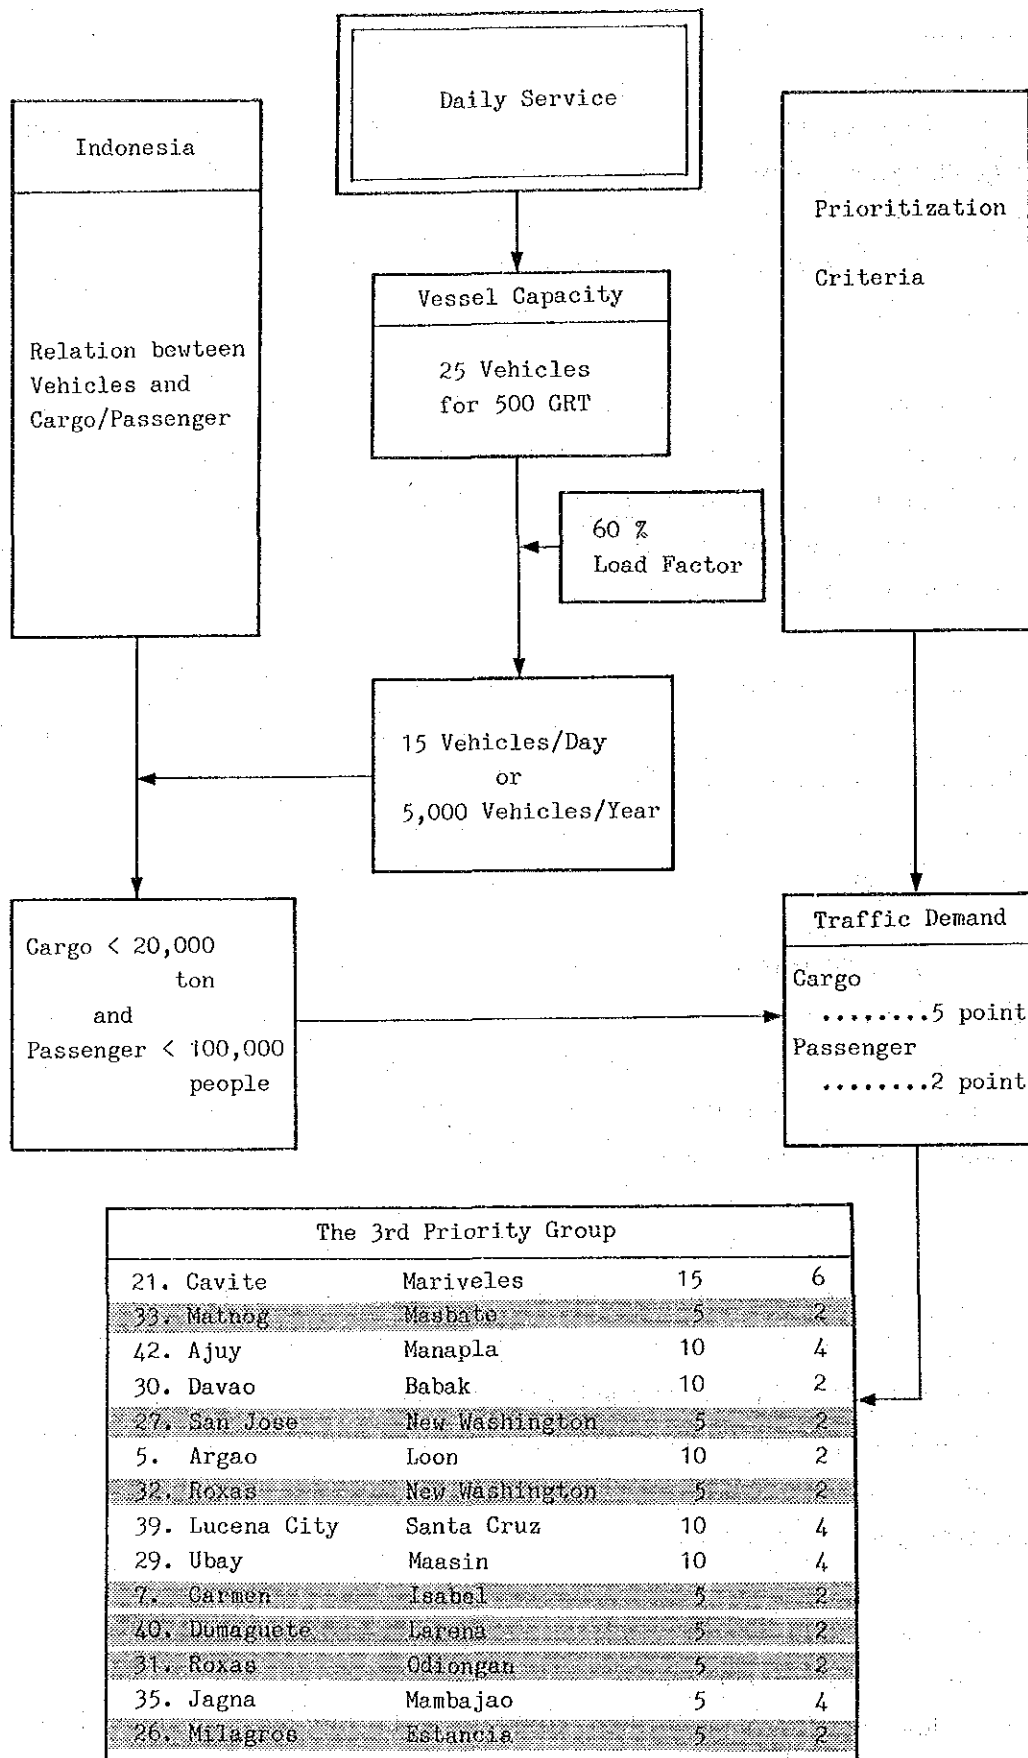 Daily Service
Indonesia
Relation bewteen
Vehicles and
Cargo/Passenger
Prioritization
Criteria
Vessel Capacity
25 Vehicles
for 500 GRT
60 %
Load Factor
15 Vehicles/Day
or
5,000 Vehicles/Year
Cargo < 20,000
ton
and
Passenger < 100,000
people
Traffic Demand
Cargo
........5 point
Passenger
........2 point
The 3rd Priority Group
21. Cavite Mariveles 15 6
33. Matnog Masbate 5 2
42. Ajuy Manapla 10 4
30. Davao Babak 10 2
27. San Jose New Washington 5 2
5. Argao Loon 10 2
32. Roxas New Washington 5 2
39. Lucena City Santa Cruz 10 4
29. Ubay Maasin 10 4
7. Carmen Isabel 5 2
40. Dumaguete Larena 5 2
31. Roxas Odiongan 5 2
35. Jagna Mambajao 5 4
26. Milagros Estancia 5 2